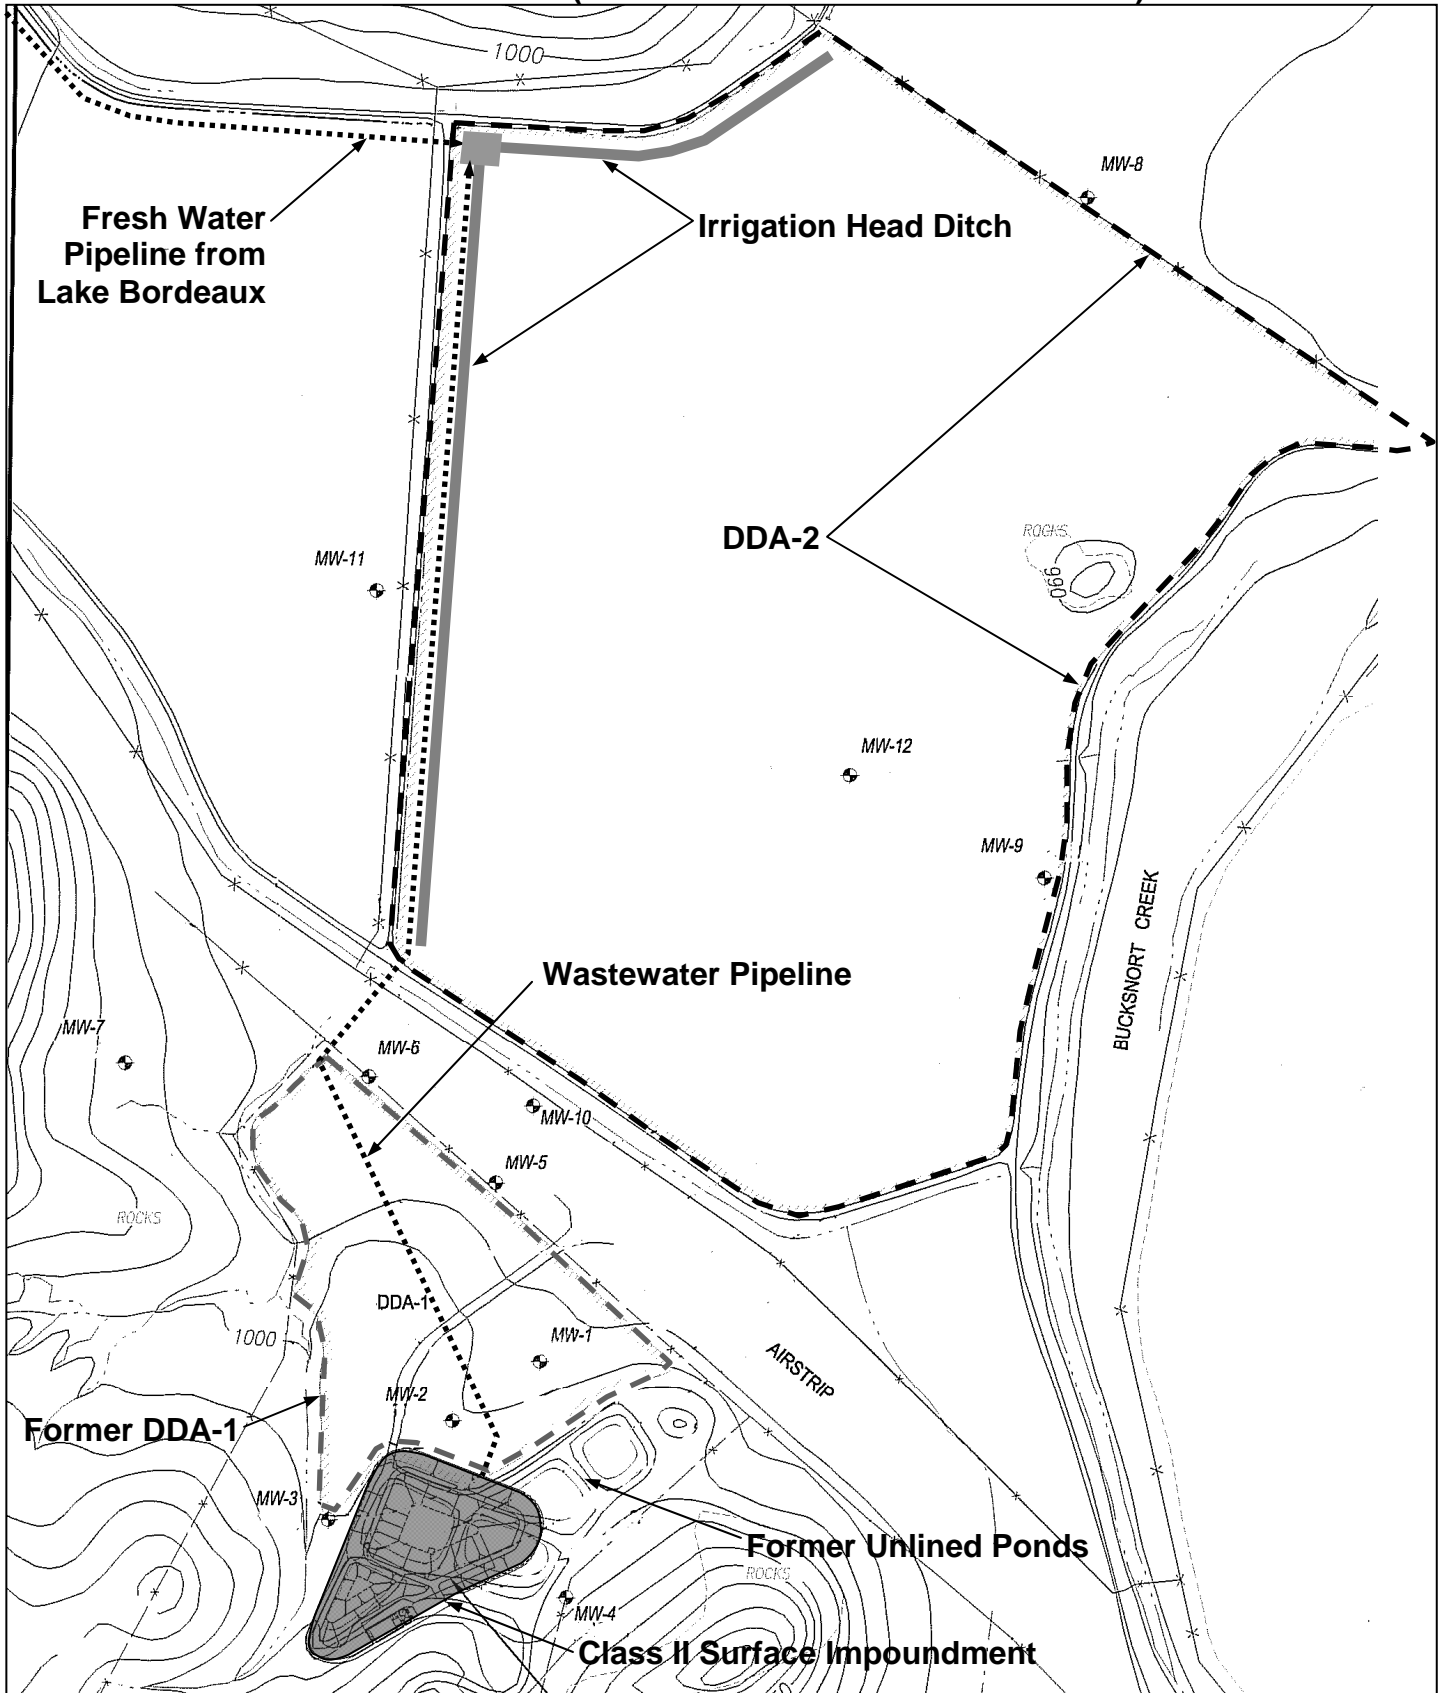 1000
MW-8
Fresh Water
Pipeline from
Lake Bordeaux
Irrigation Head Ditch
DDA-2
ROCKS
990
MW-11
MW-12
MW-9
BUCKSNORT CREEK
Wastewater Pipeline
MW-7
MW-6
MW-10
MW-5
ROCKS
DDA-1
1000
MW-1
AIRSTRIP
MW-2
Former DDA-1
MW-3
Former Unlined Ponds
ROCKS
MW-4
Class II Surface Impoundment